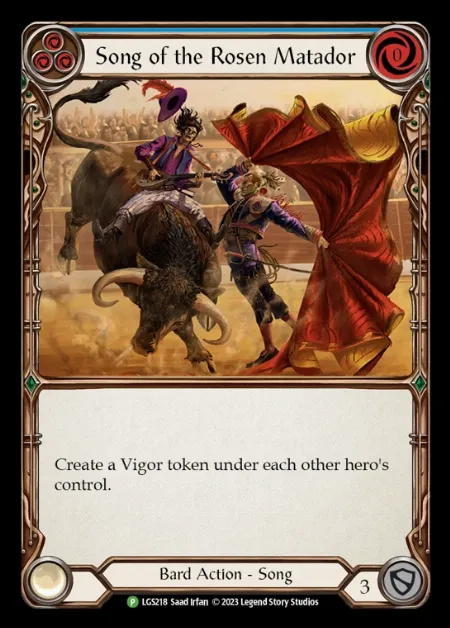 Song of the Rosen Matador
0
Create a Vigor token under each other hero's
control.
Bard Action - Song
3
P LGS218 Saad Irfan © 2023 Legend Story Studios